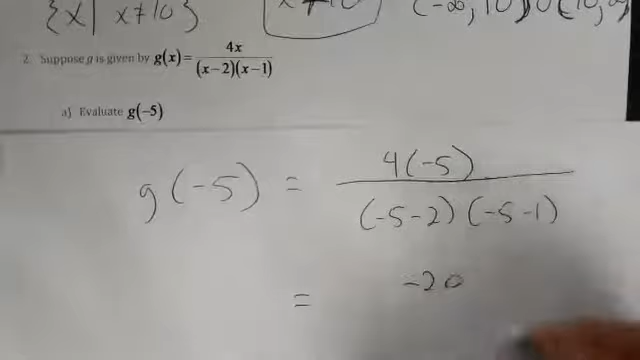 {x| x≠10} x≠10 (-∞, 10)∪(10, ∞)
2. Suppose g is given by g(x)= 4x / (x−2)(x−1)
a) Evaluate g(−5)
g(-5) = 4(-5) / (-5-2)(-5-1)
= -20